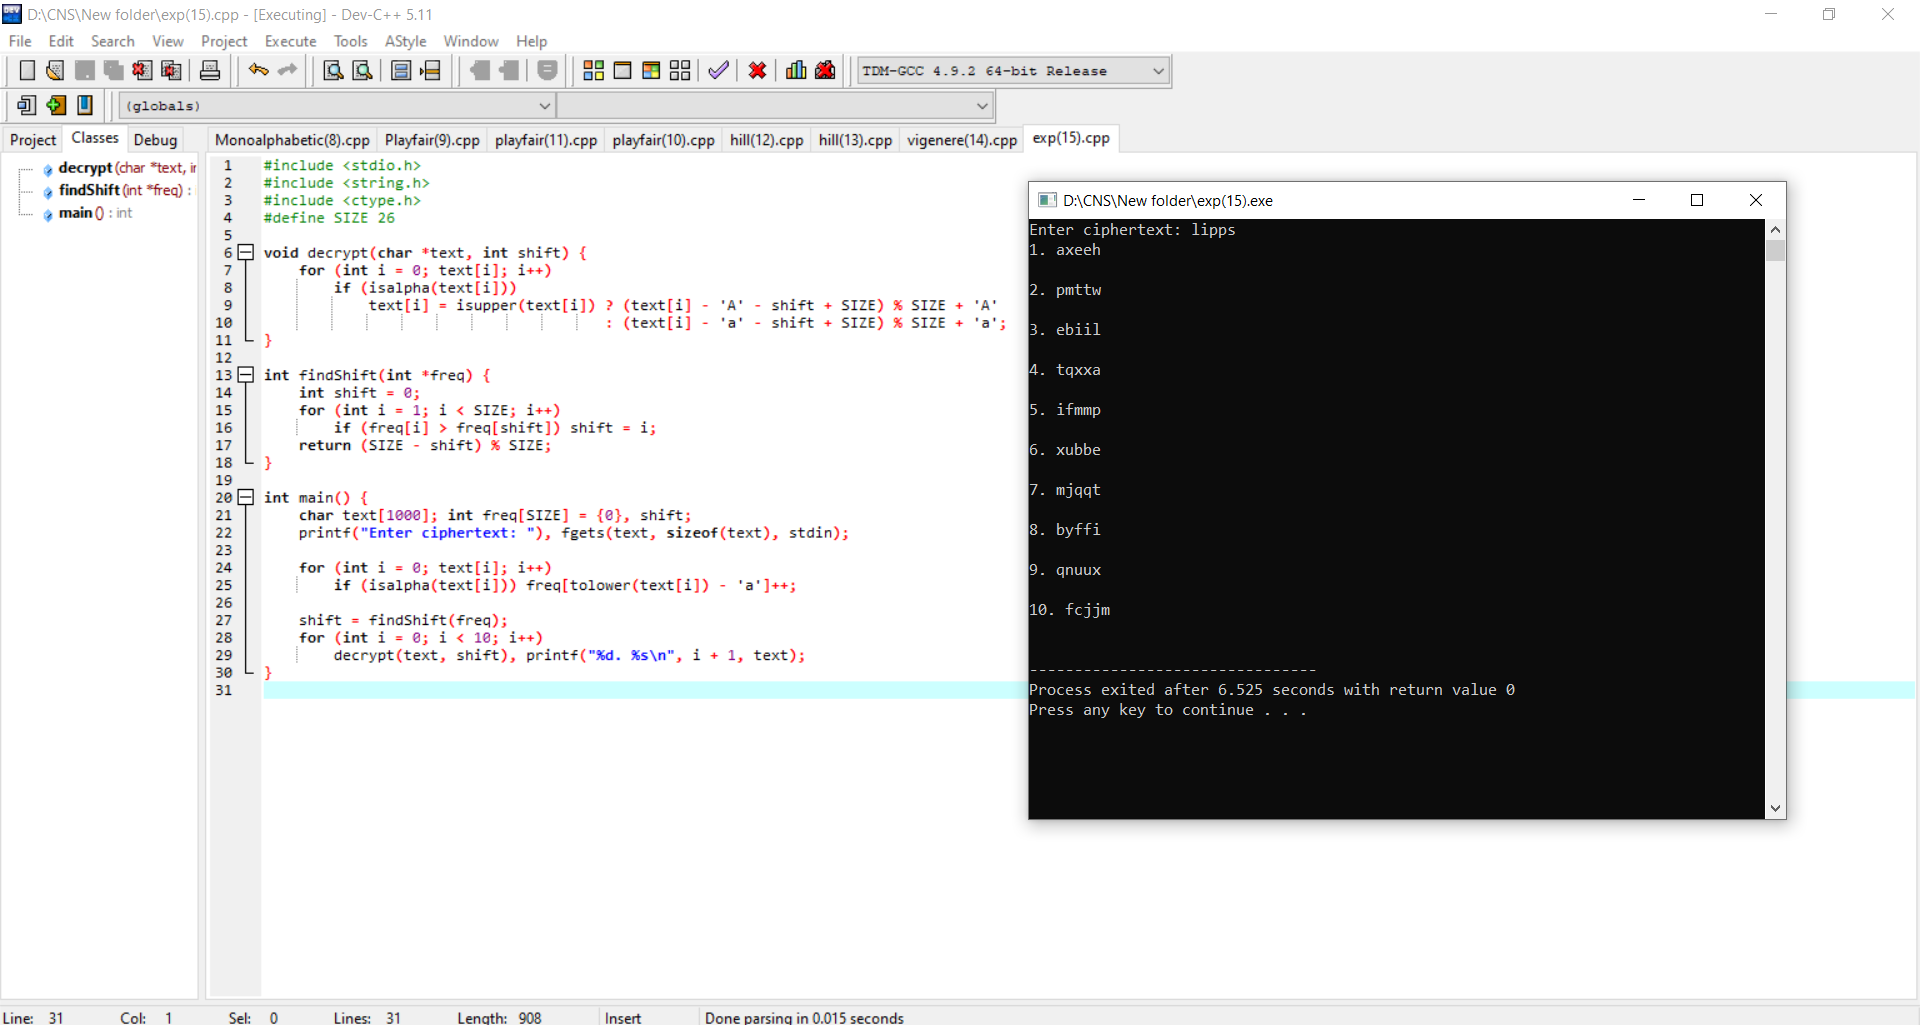 D:\CNS\New folder\exp(15).cpp - [Executing] - Dev-C++ 5.11
File Edit Search View Project Execute Tools AStyle Window Help
TDM-GCC 4.9.2 64-bit Release
(globals)
Project Classes Debug
Monoalphabetic(8).cpp Playfair(9).cpp playfair(11).cpp playfair(10).cpp hill(12).cpp hill(13).cpp vigenere(14).cpp exp(15).cpp
decrypt (char *text, ir
findShift (int *freq) :
main () : int
1 #include <stdio.h>
2 #include <string.h>
3 #include <ctype.h>
4 #define SIZE 26
5
6 void decrypt(char *text, int shift) {
7 for (int i = 0; text[i]; i++)
8 if (isalpha(text[i]))
9 text[i] = isupper(text[i]) ? (text[i] - 'A' - shift + SIZE) % SIZE + 'A'
10 : (text[i] - 'a' - shift + SIZE) % SIZE + 'a';
11 }
12
13 int findShift(int *freq) {
14 int shift = 0;
15 for (int i = 1; i < SIZE; i++)
16 if (freq[i] > freq[shift]) shift = i;
17 return (SIZE - shift) % SIZE;
18 }
19
20 int main() {
21 char text[1000]; int freq[SIZE] = {0}, shift;
22 printf("Enter ciphertext: "), fgets(text, sizeof(text), stdin);
23
24 for (int i = 0; text[i]; i++)
25 if (isalpha(text[i])) freq[tolower(text[i]) - 'a']++;
26
27 shift = findShift(freq);
28 for (int i = 0; i < 10; i++)
29 decrypt(text, shift), printf("%d. %s\n", i + 1, text);
30 }
31
D:\CNS\New folder\exp(15).exe
Enter ciphertext: lipps
1. axeeh
2. pmttw
3. ebiil
4. tqxxa
5. ifmmp
6. xubbe
7. mjqqt
8. byffi
9. qnuux
10. fcjjm
--------------------------------
Process exited after 6.525 seconds with return value 0
Press any key to continue . . .
Line: 31 Col: 1 Sel: 0 Lines: 31 Length: 908 Insert Done parsing in 0.015 seconds